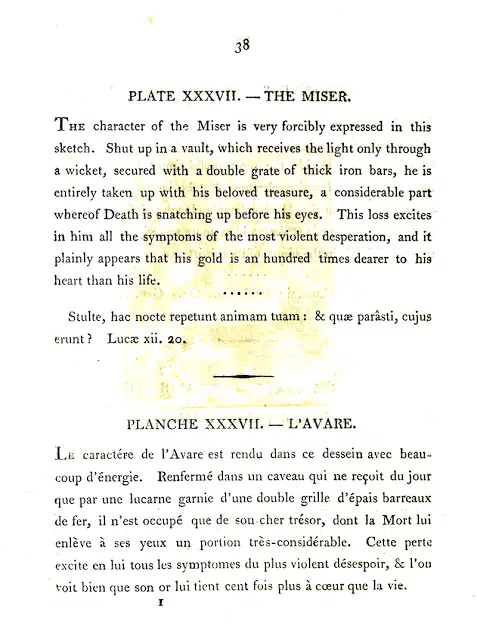 38
PLATE XXXVII. — THE MISER.
THE character of the Miser is very forcibly expressed in this
sketch. Shut up in a vault, which receives the light only through
a wicket, secured with a double grate of thick iron bars, he is
entirely taken up with his beloved treasure, a considerable part
whereof Death is snatching up before his eyes. This loss excites
in him all the symptoms of the most violent desperation, and it
plainly appears that his gold is an hundred times dearer to his
heart than his life.
......
Stulte, hac nocte repetunt animam tuam : & quæ parâsti, cujus
erunt ? Lucæ xii. 20.
PLANCHE XXXVII. — L'AVARE.
LE caractére de l'Avare est rendu dans ce dessein avec beau-
coup d'énergie. Renfermé dans un caveau qui ne reçoit du jour
que par une lucarne garnie d'une double grille d'épais barreaux
de fer, il n'est occupé que de son cher trésor, dont la Mort lui
enlève à ses yeux un portion très-considérable. Cette perte
excite en lui tous les symptomes du plus violent désespoir, & l'on
voit bien que son or lui tient cent fois plus à cœur que la vie.
I